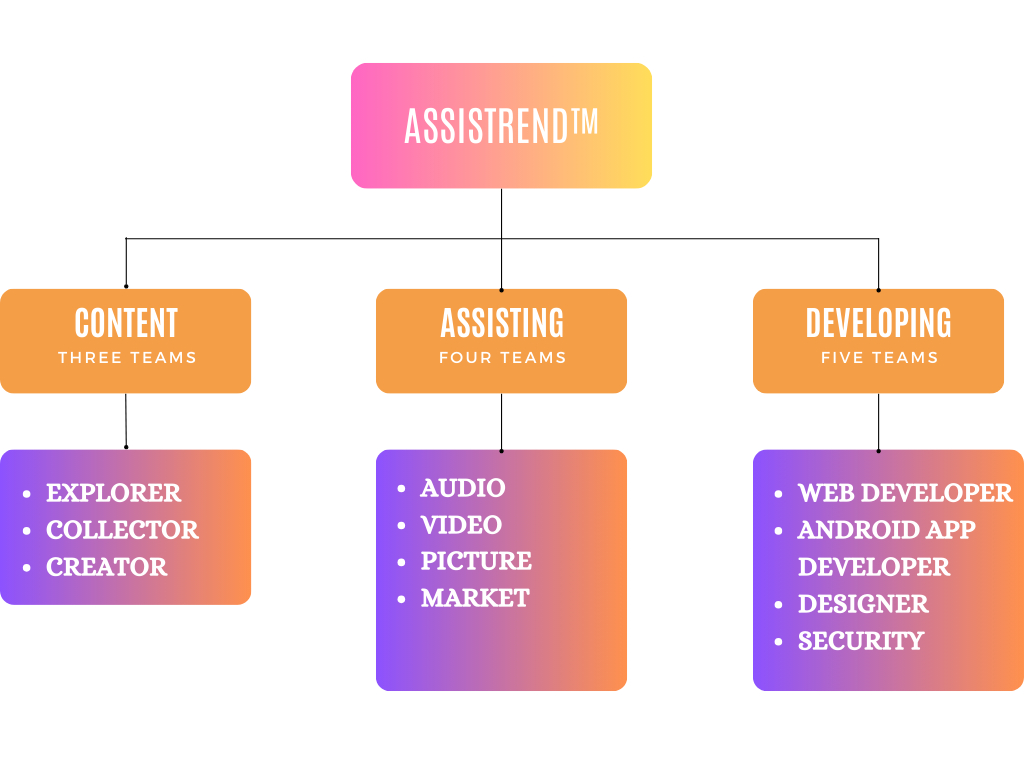 ASSISTREND™
CONTENT
THREE TEAMS
ASSISTING
FOUR TEAMS
DEVELOPING
FIVE TEAMS
• EXPLORER
• COLLECTOR
• CREATOR
• AUDIO
• VIDEO
• PICTURE
• MARKET
• WEB DEVELOPER
• ANDROID APP
DEVELOPER
• DESIGNER
• SECURITY